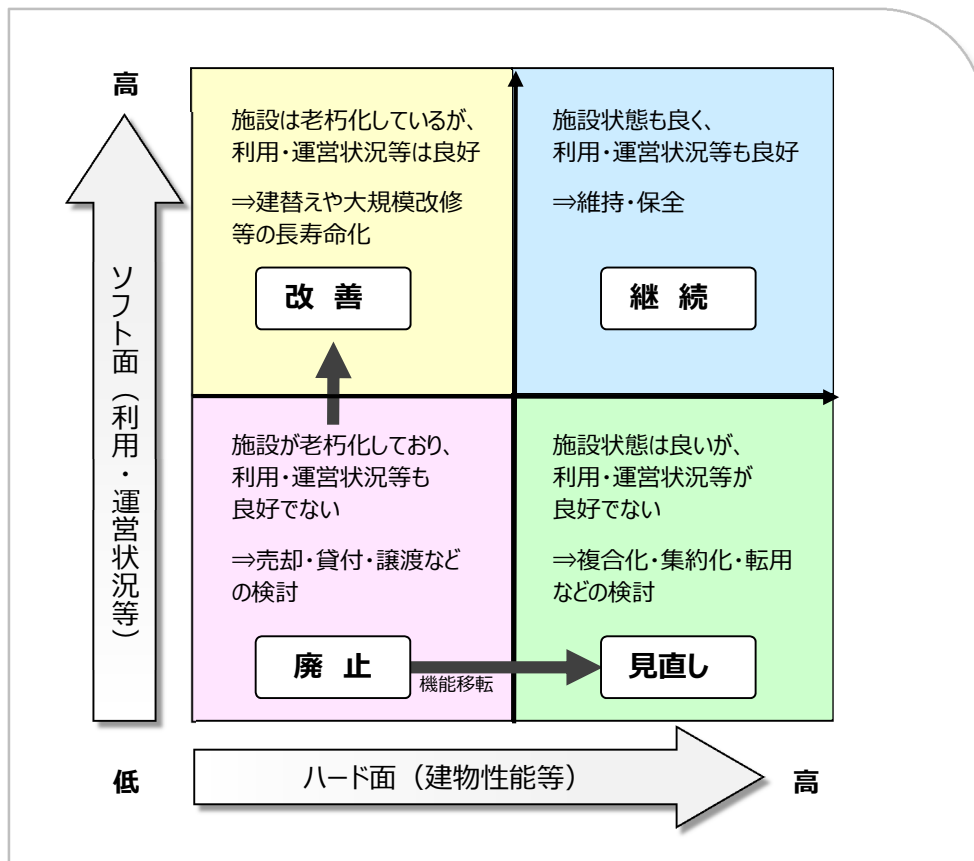 高
施設は老朽化しているが、
利用・運営状況等は良好
⇒建替えや大規模改修
等の長寿命化
改 善
施設状態も良く、
利用・運営状況等も良好
⇒維持・保全
継 続
ソフト面（利用・運営状況等）
施設が老朽化しており、
利用・運営状況等も
良好でない
⇒売却・貸付・譲渡など
の検討
廃 止
機能移転
施設状態は良いが、
利用・運営状況等が
良好でない
⇒複合化・集約化・転用
などの検討
見直し
低
ハード面（建物性能等）
高